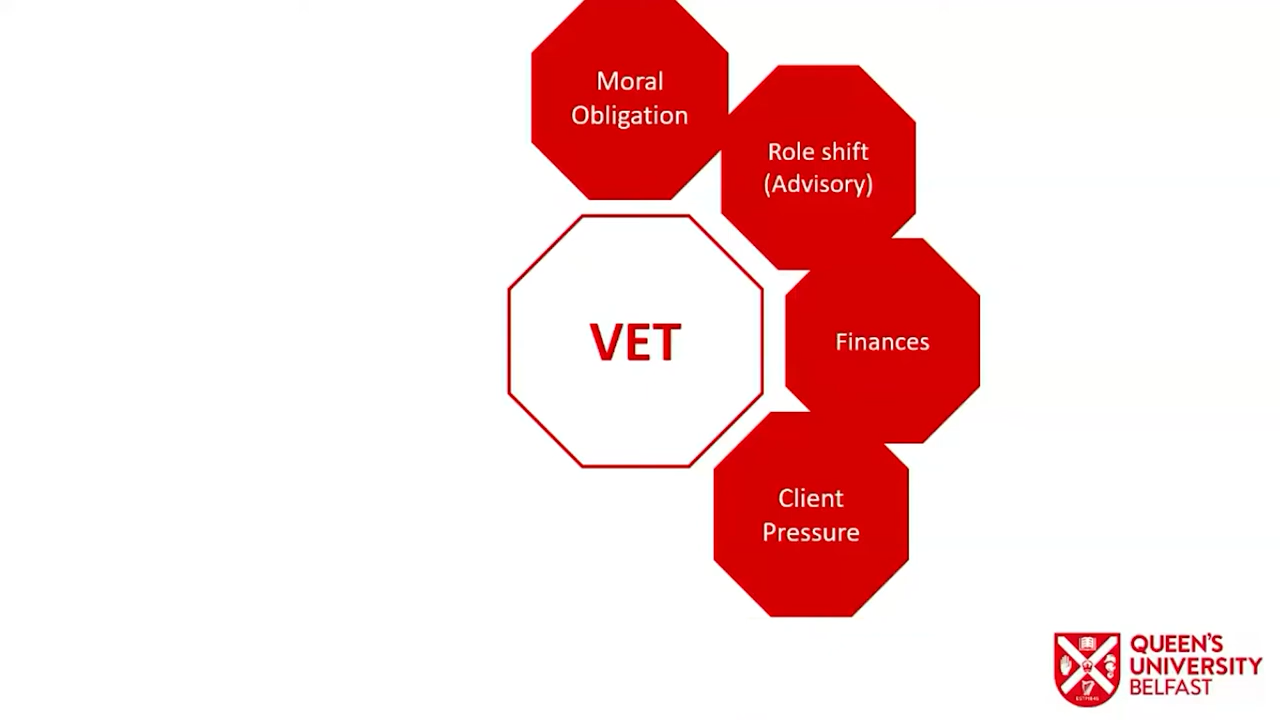 Moral
Obligation
Role shift
(Advisory)
VET
Finances
Client
Pressure
QUEEN'S
UNIVERSITY
BELFAST